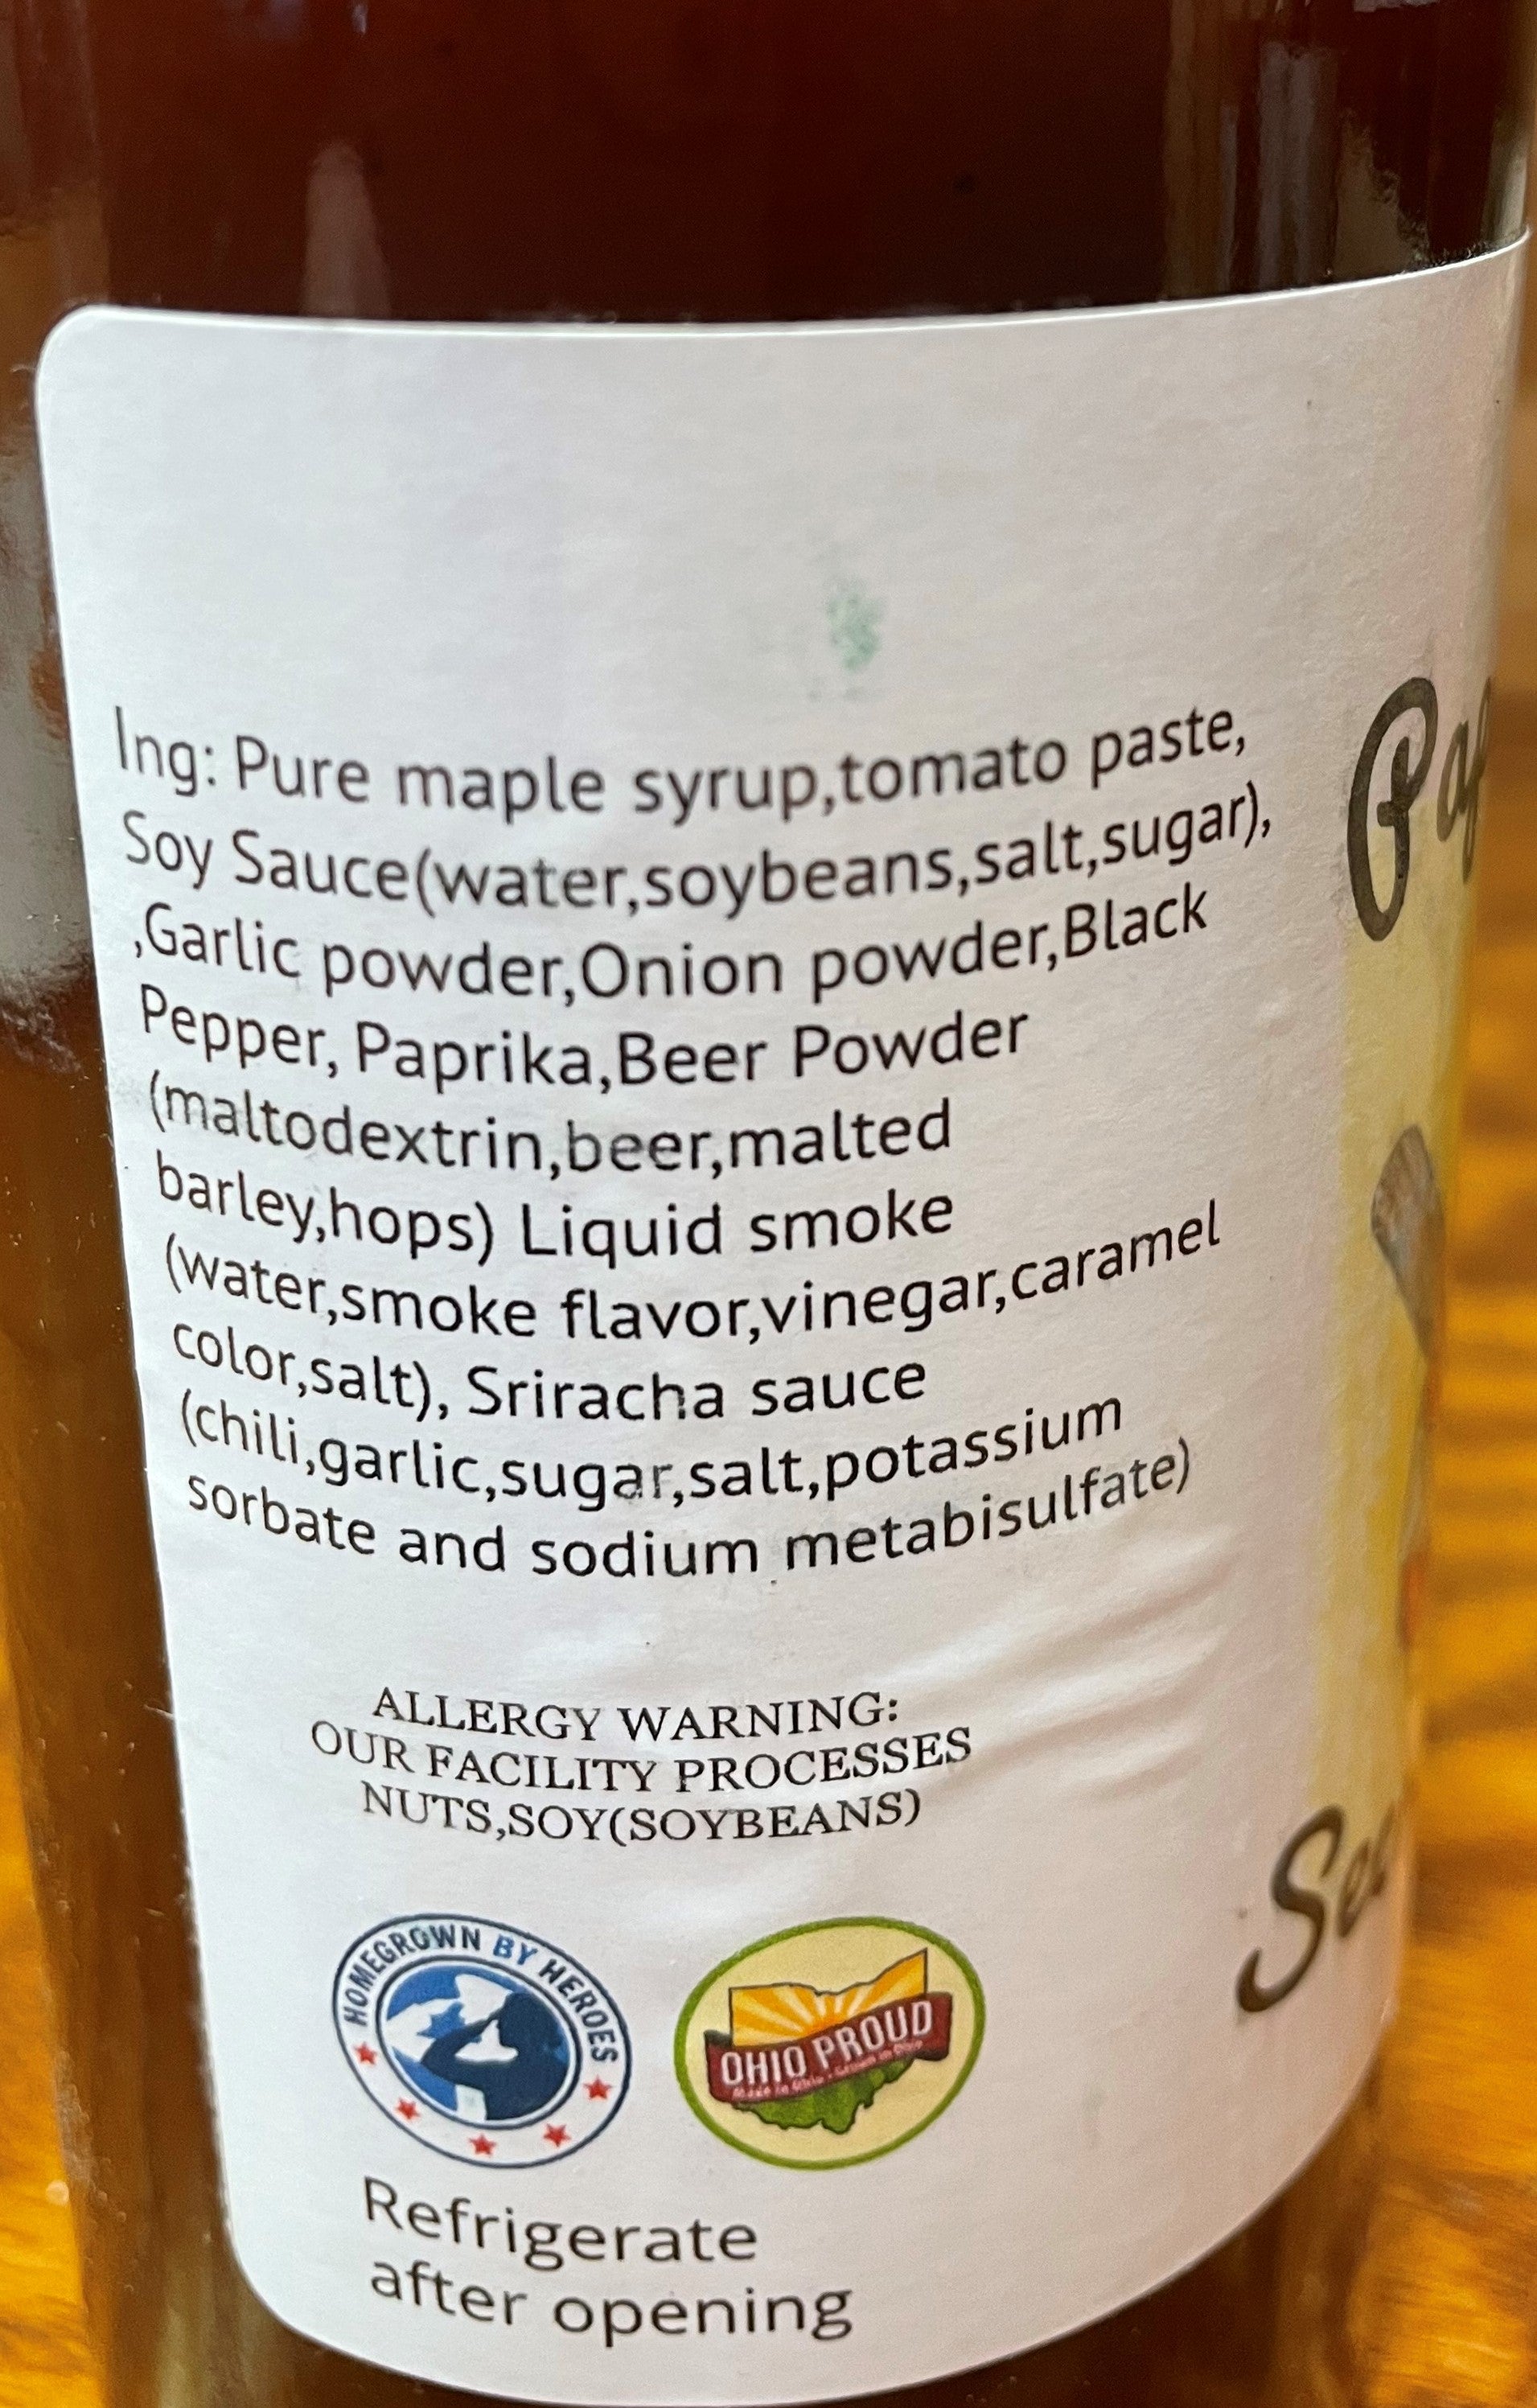 Ing: Pure maple syrup,tomato paste,
Soy Sauce(water,soybeans,salt,sugar),
,Garlic powder,Onion powder,Black
Pepper, Paprika,Beer Powder
(maltodextrin,beer,malted
barley,hops) Liquid smoke
(water,smoke flavor,vinegar,caramel
color,salt), Sriracha sauce
(chili,garlic,sugar,salt,potassium
sorbate and sodium metabisulfate)
ALLERGY WARNING:
OUR FACILITY PROCESSES
NUTS,SOY(SOYBEANS)
HOMEGROWN BY HEROES
OHIO PROUD
Refrigerate
after opening